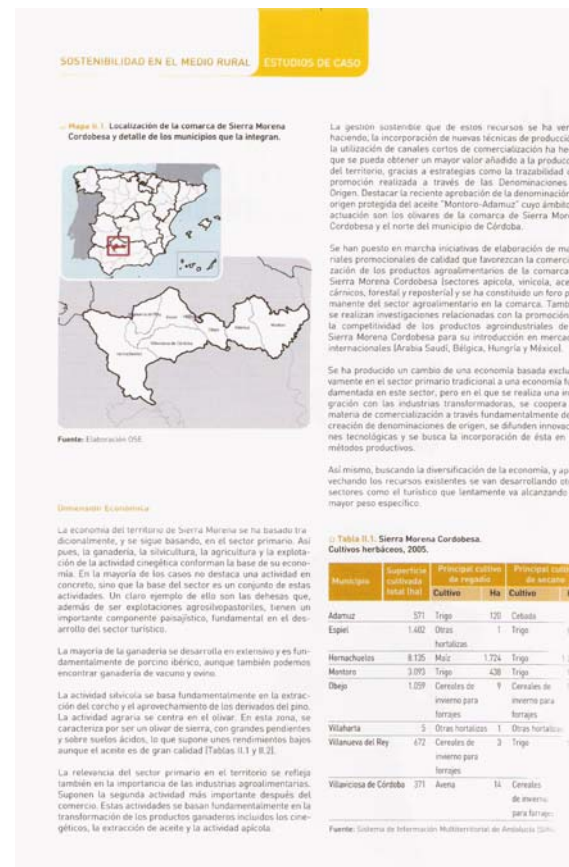 SOSTENIBILIDAD EN EL MEDIO RURAL ESTUDIOS DE CASO
Mapa II.1. Localización de la comarca de Sierra Morena
Cordobesa y detalle de los municipios que la integran.
Fuente: Elaboración OSE.
Dimensión Económica
La economía del territorio de Sierra Morena se ha basado tra-
dicionalmente, y se sigue basando, en el sector primario. Así
pues, la ganadería, la silvicultura, la agricultura y la explota-
ción de la actividad cinegética conforman la base de su econo-
mía. En la mayoría de los casos no destaca una actividad en
concreto, sino que la base del sector es un conjunto de estas
actividades. Un claro ejemplo son las dehesas que,
además de ser explotaciones agrosilvopastoriles, tienen un
importante componente paisajístico, fundamental en el des-
arrollo del sector turístico.
La mayoría de la ganadería se desarrolla en extensivo y es fun-
damentalmente de porcino ibérico, aunque también podemos
encontrar ganadería de vacuno y ovino.
La actividad silvícola se basa fundamentalmente en la extrac-
ción del corcho y el aprovechamiento de los derivados del pino.
La actividad agraria se centra en el olivar. En esta zona, se
caracteriza por ser un olivar de sierra, con grandes pendientes
y sobre suelos ácidos, lo que supone unos rendimientos bajos
aunque el aceite es de gran calidad (Tablas II.1 y II.2).
La relevancia del sector primario en el territorio se refleja
también en la importancia de las industrias agroalimentarias.
Suponen la segunda actividad más importante después del
comercio. Estas actividades se basan fundamentalmente en la
transformación de los productos ganaderos incluidos los cine-
géticos, la extracción de aceite y la actividad apícola.
La gestión sostenible que de estos recursos se ha ven
haciendo, la incorporación de nuevas técnicas de producció
la utilización de canales cortos de comercialización ha he
que se pueda obtener un mayor valor añadido a la producc
del territorio, gracias a estrategias como la trazabilidad
promoción realizada a través de las Denominaciones
Origen. Destacar la reciente aprobación de la denominación
origen protegida del aceite "Montoro-Adamuz" cuyo ámbito
actuación son los olivares de la comarca de Sierra More
Cordobesa y el norte del municipio de Córdoba.
Se han puesto en marcha iniciativas de elaboración de ma
riales promocionales de calidad que favorezcan la comerci
zación de los productos agroalimentarios de la comarca
Sierra Morena Cordobesa (sectores apícola, vinícola, ace
cárnicos, forestal y repostería) y se ha constituido un foro p
manente del sector agroalimentario en la comarca. Tamb
se realizan investigaciones relacionadas con la promoción
la competitividad de los productos agroindustriales de
Sierra Morena Cordobesa para su introducción en mercad
internacionales (Arabia Saudí, Bélgica, Hungría y México).
Se ha producido un cambio de una economía basada exclu
vamente en el sector primario tradicional a una economía fu
damentada en este sector, pero en el que se realiza una in
gración con las industrias transformadoras, se coopera
materia de comercialización a través fundamentalmente de
creación de denominaciones de origen, se difunden innovac
nes tecnológicas y se busca la incorporación de ésta en
métodos productivos.
Así mismo, buscando la diversificación de la economía, y ap
vechando los recursos existentes se van desarrollando otr
sectores como el turístico que lentamente va alcanzando
mayor peso específico.
Tabla II.1. Sierra Morena Cordobesa.
Cultivos herbáceos, 2005.
Municipio Superficie cultivada total (ha) Principal cultivo de regadío Principal cultivo de secano
Cultivo Ha Cultivo
Adamuz 571 Trigo 120 Cebada
Espiel 1.482 Otras hortalizas 1 Trigo
Hornachuelos 8.135 Maíz 1.724 Trigo
Montoro 3.093 Trigo 438 Trigo
Obejo 1.059 Cereales de invierno para forrajes 9 Cereales de invierno para forrajes
Villaharta 5 Otras hortalizas 1 Otras hortalizas
Villanueva del Rey 672 Cereales de invierno para forrajes 3 Trigo
Villaviciosa de Córdoba 371 Avena 14 Cereales de invierno para forrajes
Fuente: Sistema de Información Multiterritorial de Andalucía